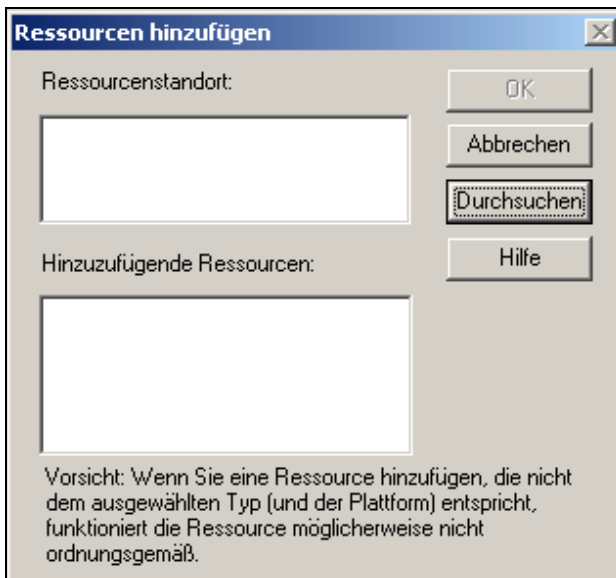 Ressourcen hinzufügen
Ressourcenstandort:
OK
Abbrechen
Durchsuchen
Hinzuzufügende Ressourcen:
Hilfe
Vorsicht: Wenn Sie eine Ressource hinzufügen, die nicht
dem ausgewählten Typ (und der Plattform) entspricht,
funktioniert die Ressource möglicherweise nicht
ordnungsgemäß.